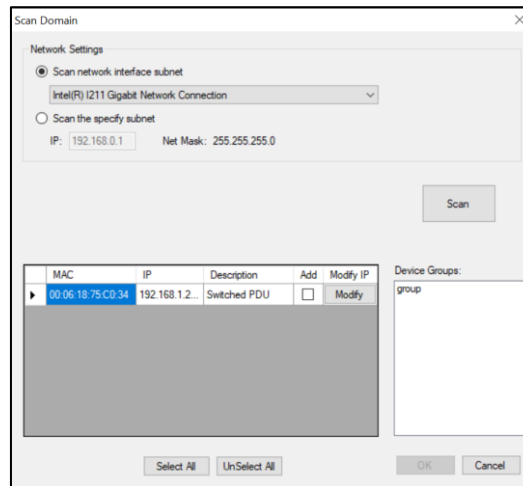 Scan Domain
Network Settings
Scan network interface subnet
Intel(R) I211 Gigabit Network Connection
Scan the specify subnet
IP: 192.168.0.1 Net Mask: 255.255.255.0
Scan
MAC IP Description Add Modify IP
00:06:18:75:C0:34 192.168.1.2... Switched PDU Modify
Device Groups:
group
Select All UnSelect All
OK Cancel